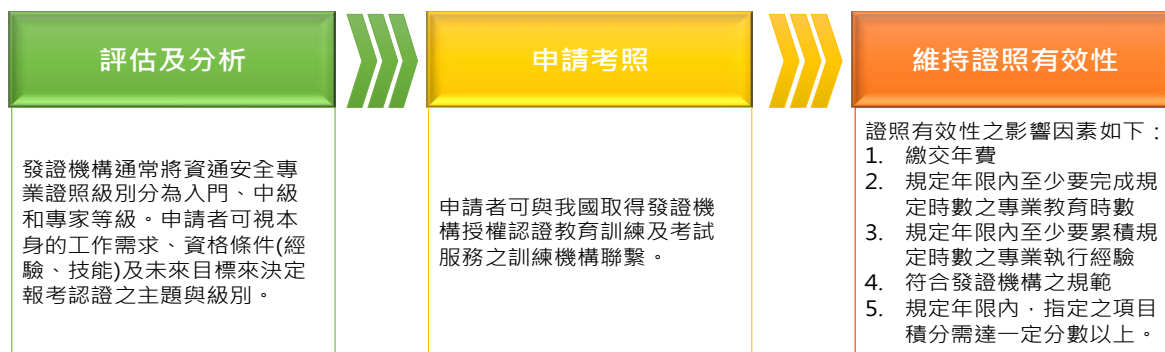 評估及分析
發證機構通常將資通安全專
業證照級別分為入門、中級
和專家等級。申請者可視本
身的工作需求、資格條件(經
驗、技能)及未來目標來決定
報考認證之主題與級別。
申請考照
申請者可與我國取得發證機
構授權認證教育訓練及考試
服務之訓練機構聯繫。
維持證照有效性
證照有效性之影響因素如下：
1. 繳交年費
2. 規定年限內至少要完成規
定時數之專業教育時數
3. 規定年限內至少要累積規
定時數之專業執行經驗
4. 符合發證機構之規範
5. 規定年限內，指定之項目
積分需達一定分數以上。